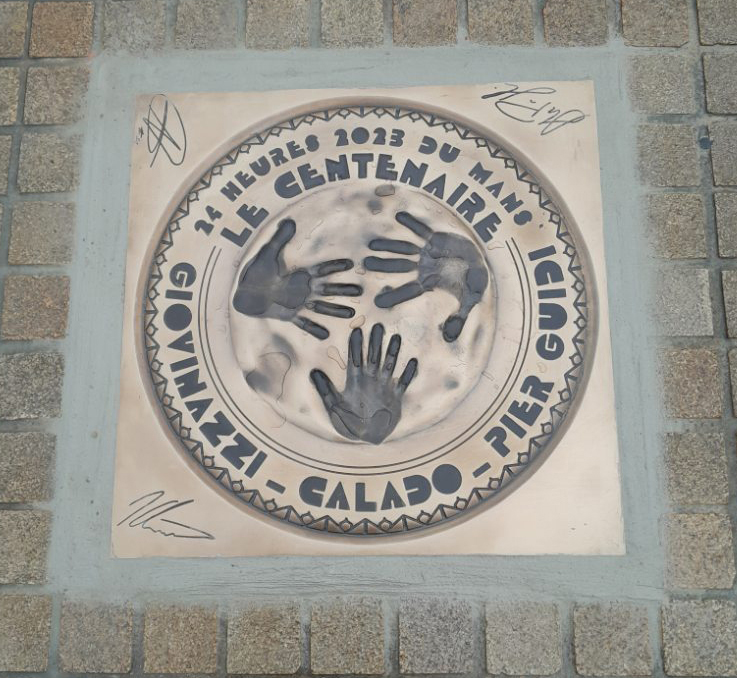 24 HEURES 2023 DU MANS
LE CENTENAIRE
GIOVINAZZI - CALADO - PIER GUIDI